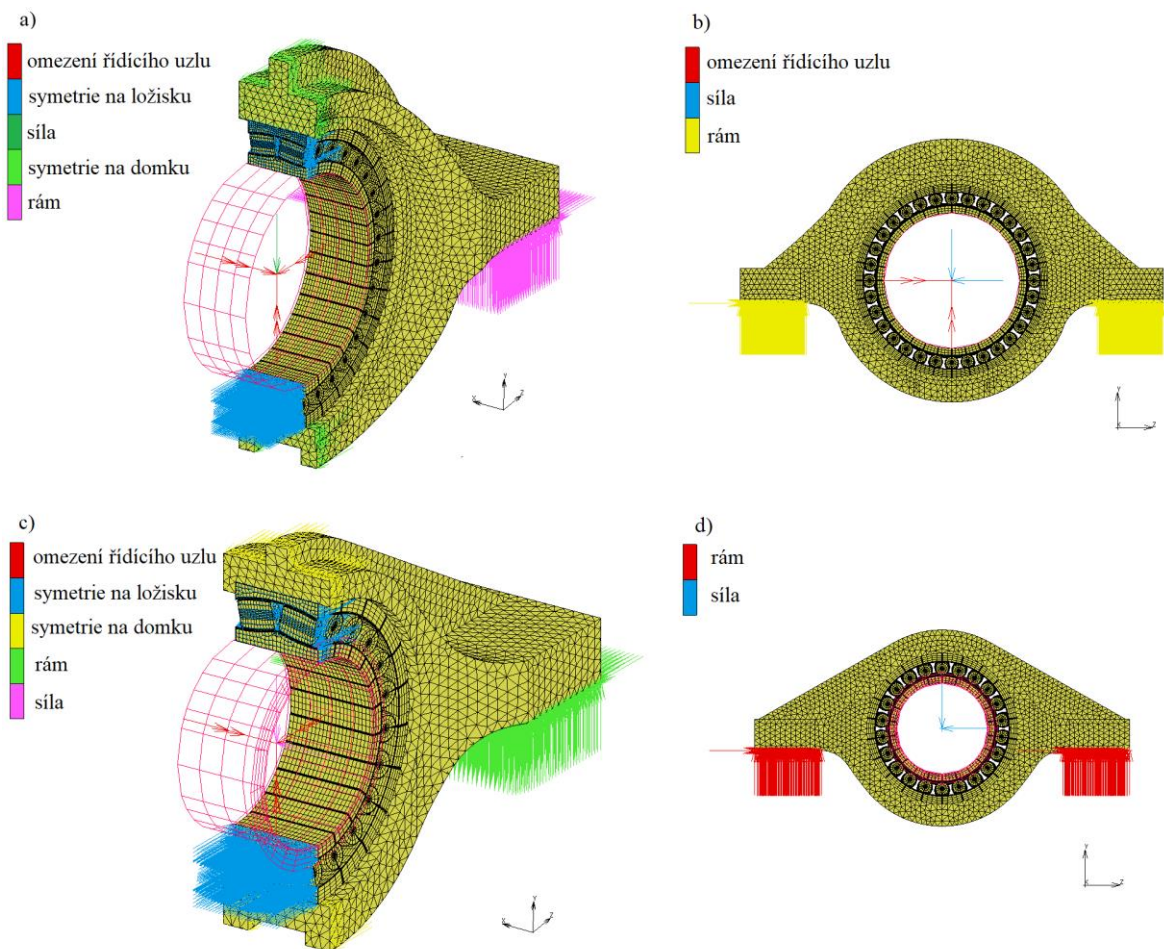 a)
omezení řídícího uzlu
symetrie na ložisku
síla
symetrie na domku
rám
b)
omezení řídícího uzlu
síla
rám
c)
omezení řídícího uzlu
symetrie na ložisku
symetrie na domku
rám
síla
d)
rám
síla